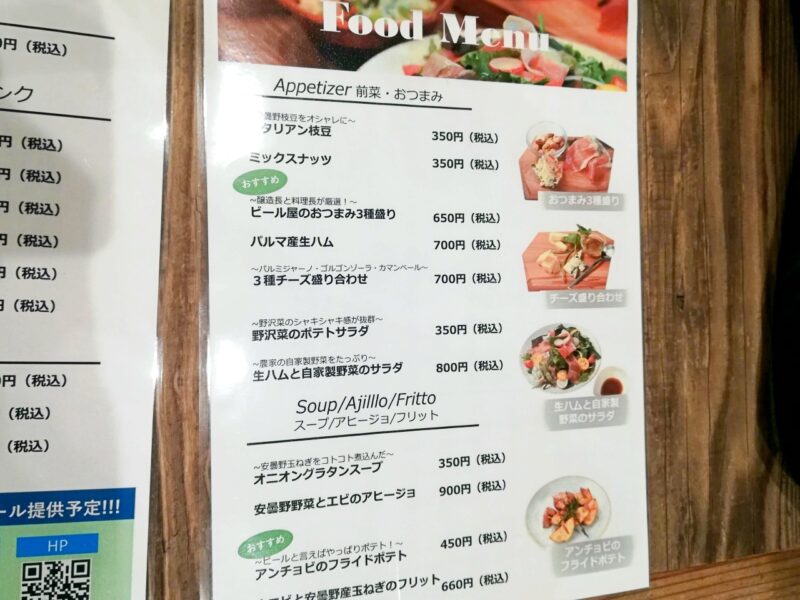 円（税込）
ンク
円（税込）
円（税込）
円（税込）
円（税込）
円（税込）
円（税込）
円（税込）
（税込）
（税込）
ール提供予定!!!
HP
Food Menu
Appetizer 前菜・おつまみ
曇野枝豆をオシャレに～
タリアン枝豆 350円（税込）
ミックスナッツ 350円（税込）
おすすめ
~醸造長と料理長が厳選！~
ビール屋のおつまみ3種盛り 650円（税込）
パルマ産生ハム 700円（税込）
~パルミジャーノ・ゴルゴンゾーラ・カマンベール~
３種チーズ盛り合わせ 700円（税込）
~野沢菜のシャキシャキ感が抜群~
野沢菜のポテトサラダ 350円（税込）
~農家の自家製野菜をたっぷり~
生ハムと自家製野菜のサラダ 800円（税込）
Soup/Ajilllo/Fritto
スープ/アヒージョ/フリット
~安曇野玉ねぎをコトコト煮込んだ~
オニオングラタンスープ 350円（税込）
安曇野野菜とエビのアヒージョ 900円（税込）
おすすめ
~ビールと言えばやっぱりポテト！~
アンチョビのフライドポテト 450円（税込）
エビと安曇野産玉ねぎのフリット 660円（税込）
おつまみ3種盛り
チーズ盛り合わせ
生ハムと自家製
野菜のサラダ
アンチョビの
フライドポテト